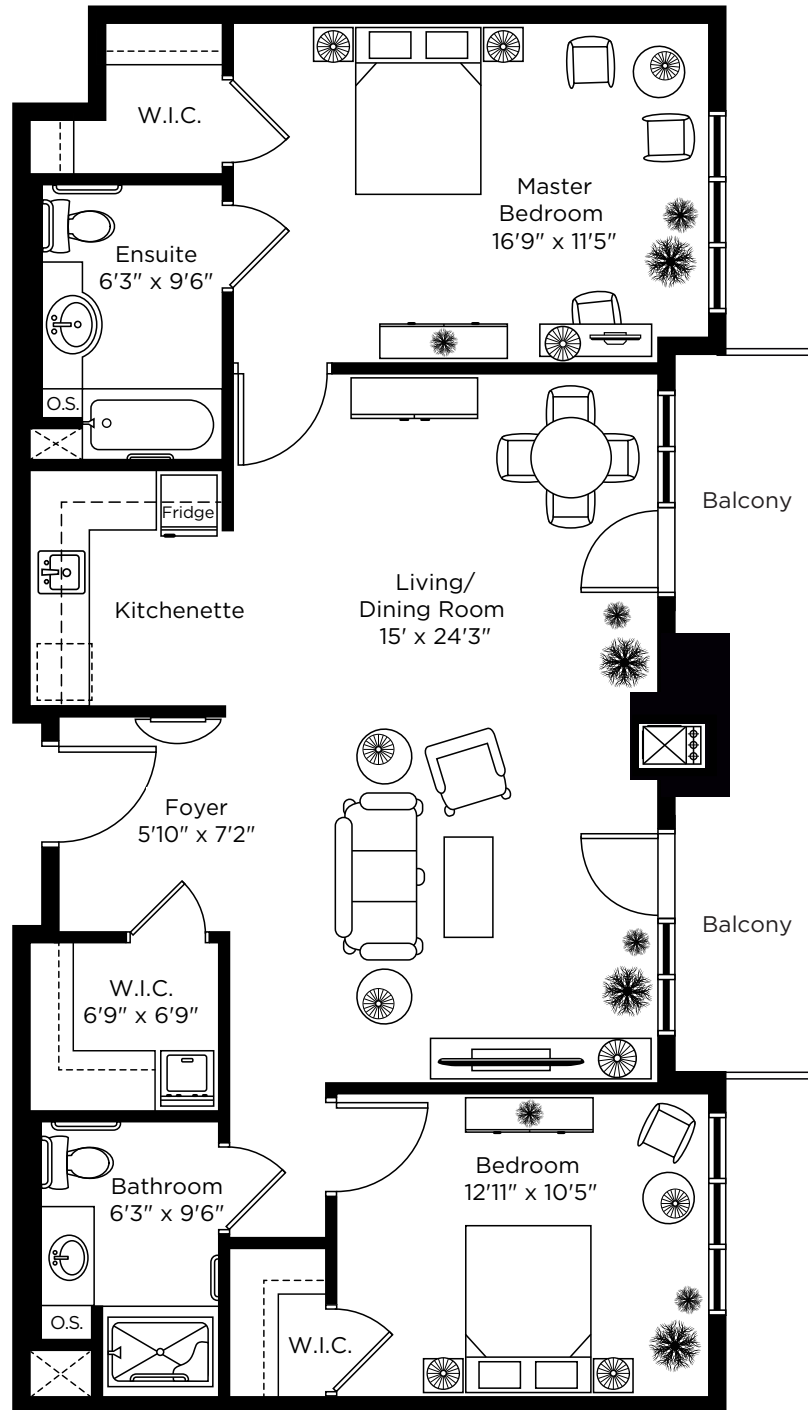 W.I.C.
Master
Bedroom
16'9" x 11'5"
Ensuite
6'3" x 9'6"
O.S.
Fridge
Balcony
Kitchenette
Living/
Dining Room
15' x 24'3"
Foyer
5'10" x 7'2"
Balcony
W.I.C.
6'9" x 6'9"
Bathroom
6'3" x 9'6"
Bedroom
12'11" x 10'5"
O.S.
W.I.C.